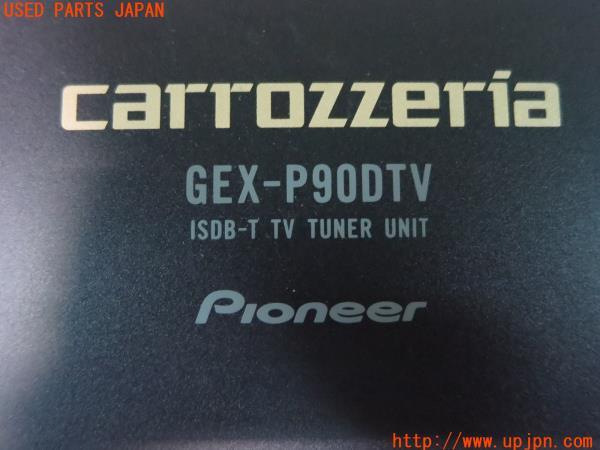 USED PARTS JAPAN
carrozzeria
GEX-P90DTV
ISDB-T TV TUNER UNIT
Pioneer
http://www.upjpn.com/